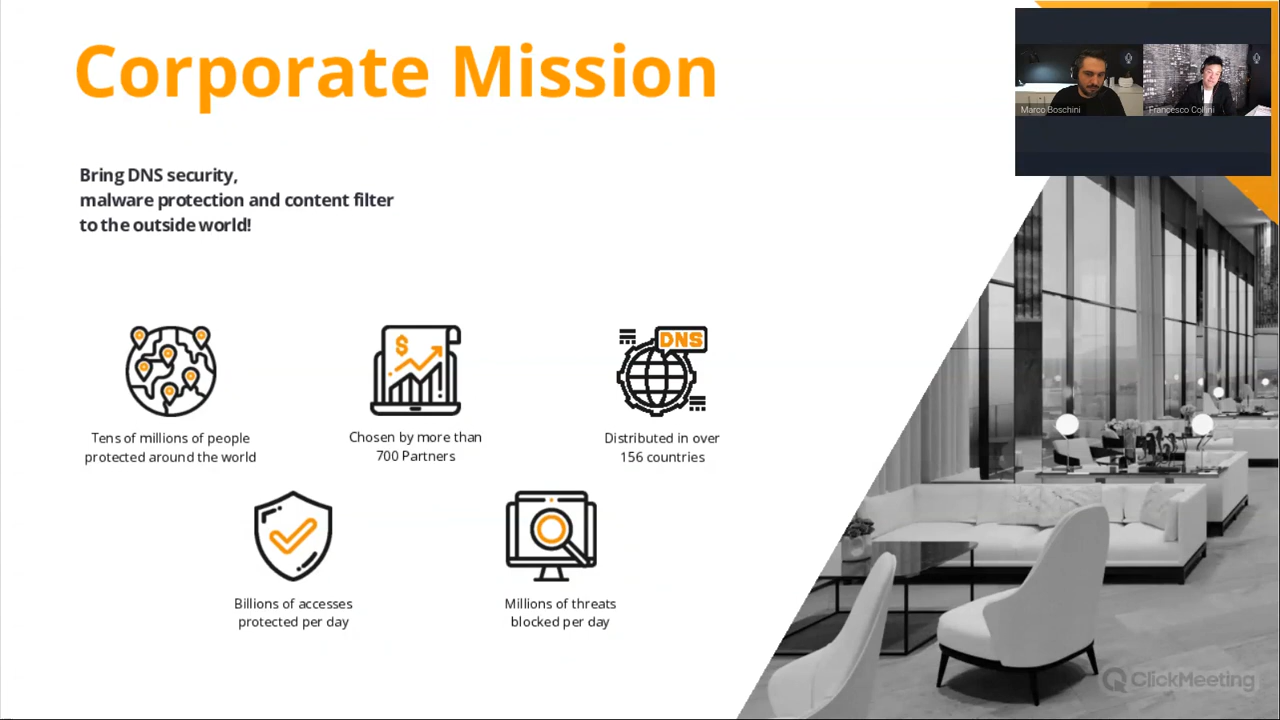 Corporate Mission
Marco Boschini
Francesco Collini
Bring DNS security,
malware protection and content filter
to the outside world!
$
DNS
Tens of millions of people
protected around the world
Chosen by more than
700 Partners
Distributed in over
156 countries
Billions of accesses
protected per day
Millions of threats
blocked per day
ClickMeeting